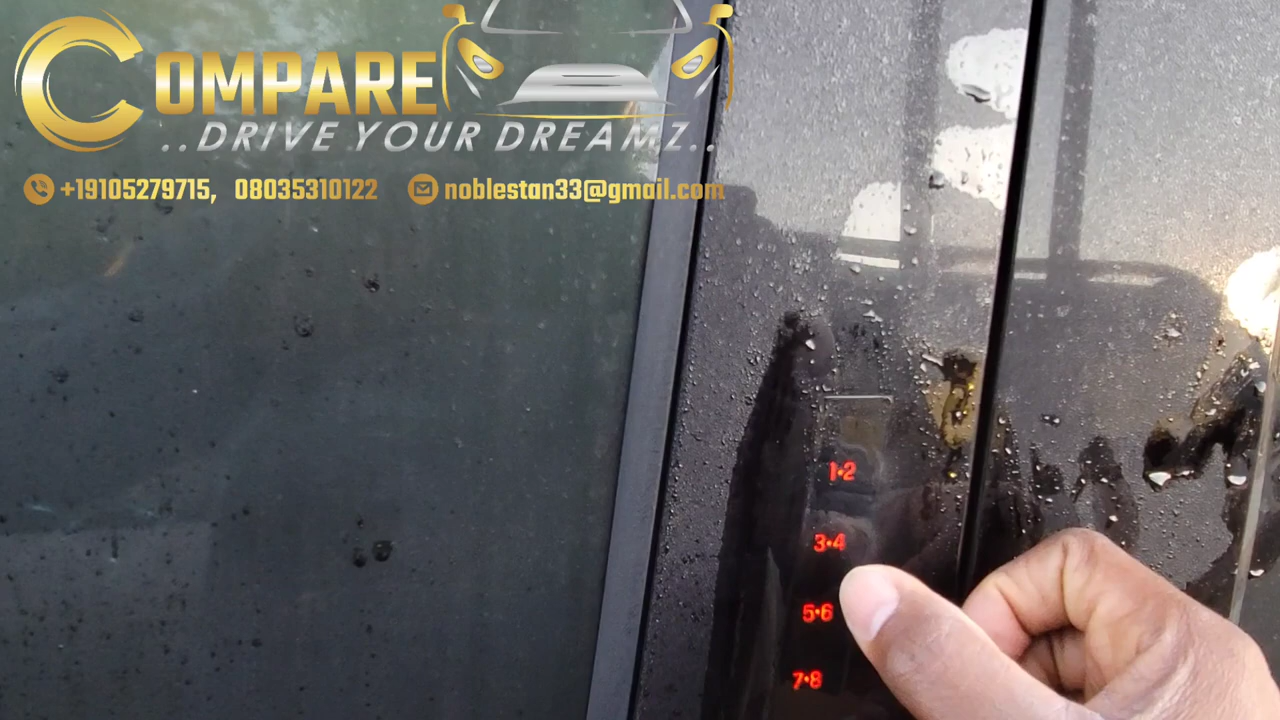 COMPARE
..DRIVE YOUR DREAMZ..
+19105279715, 08035310122 noblestan33@gmail.com
1•2
3•4
5•6
7•8